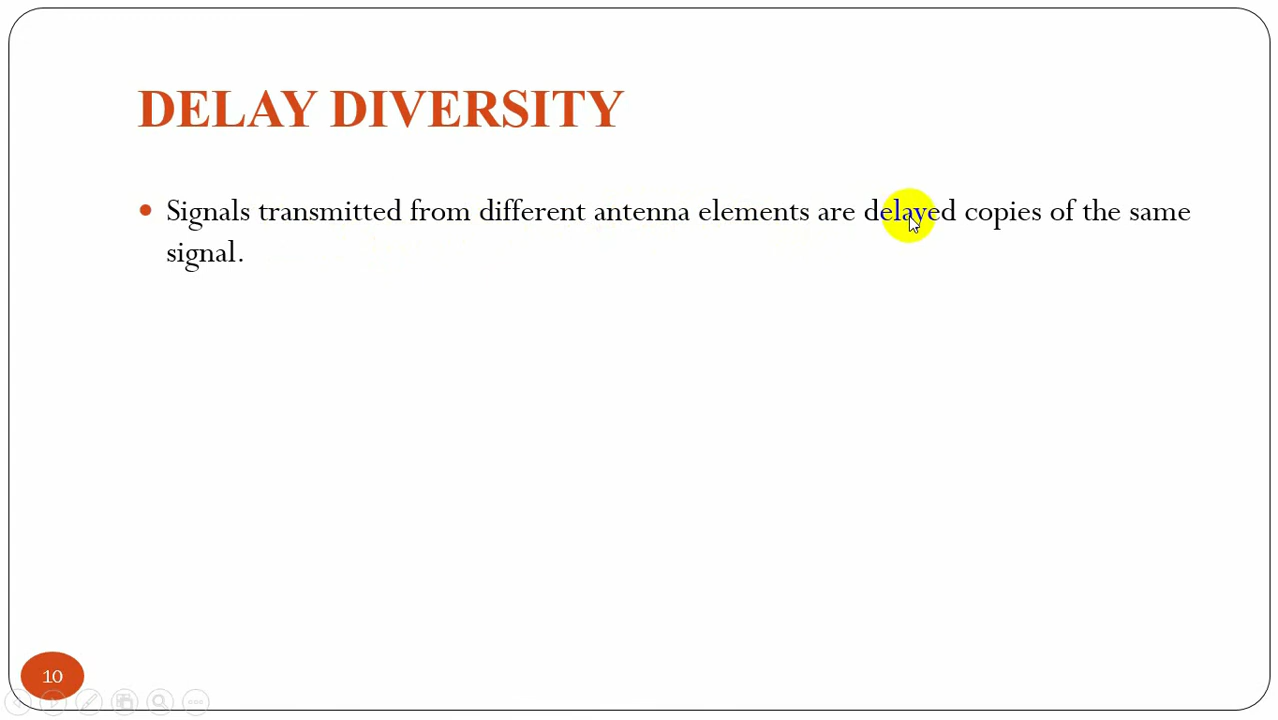 DELAY DIVERSITY
• Signals transmitted from different antenna elements are delayed copies of the same
signal.
10